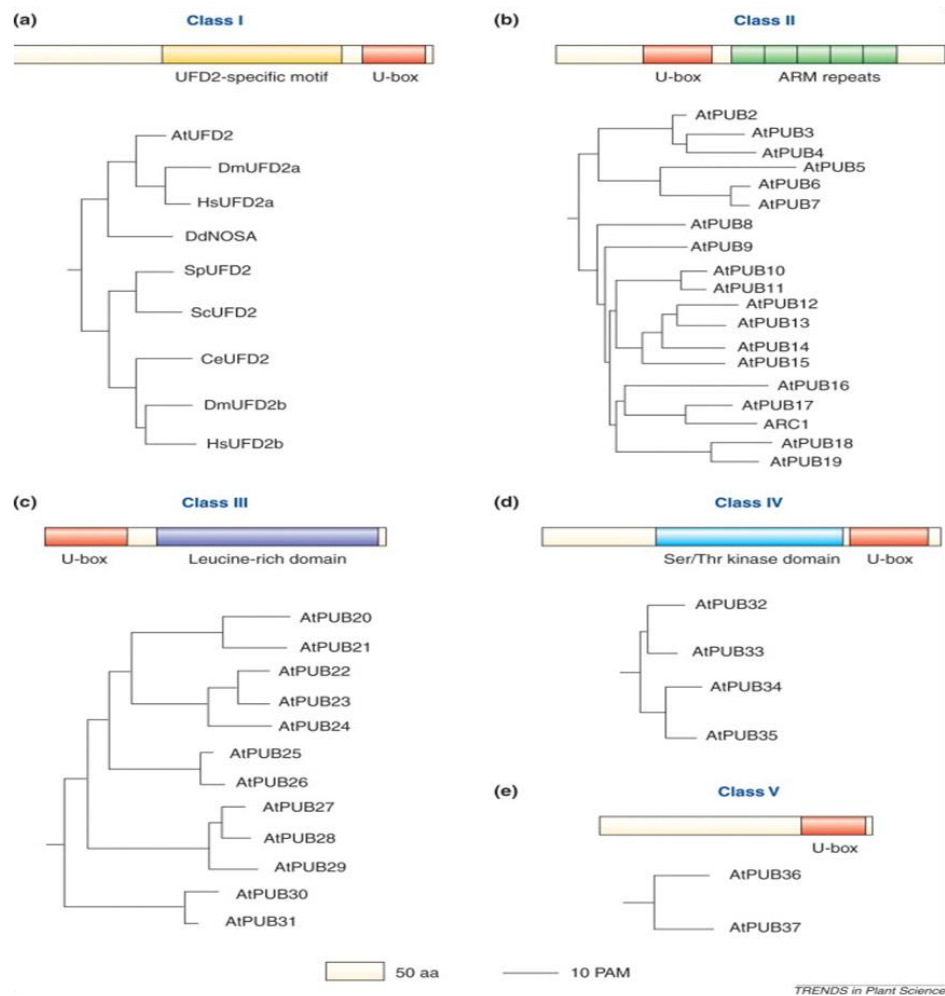 (a) Class I
UFD2-specific motif U-box
AtUFD2
DmUFD2a
HsUFD2a
DdNOSA
SpUFD2
ScUFD2
CeUFD2
DmUFD2b
HsUFD2b
(b) Class II
U-box ARM repeats
AtPUB2
AtPUB3
AtPUB4
AtPUB5
AtPUB6
AtPUB7
AtPUB8
AtPUB9
AtPUB10
AtPUB11
AtPUB12
AtPUB13
AtPUB14
AtPUB15
AtPUB16
AtPUB17
ARC1
AtPUB18
AtPUB19
(c) Class III
U-box Leucine-rich domain
AtPUB20
AtPUB21
AtPUB22
AtPUB23
AtPUB24
AtPUB25
AtPUB26
AtPUB27
AtPUB28
AtPUB29
AtPUB30
AtPUB31
(d) Class IV
Ser/Thr kinase domain U-box
AtPUB32
AtPUB33
AtPUB34
AtPUB35
(e) Class V
U-box
AtPUB36
AtPUB37
50 aa 10 PAM
TRENDS in Plant Science